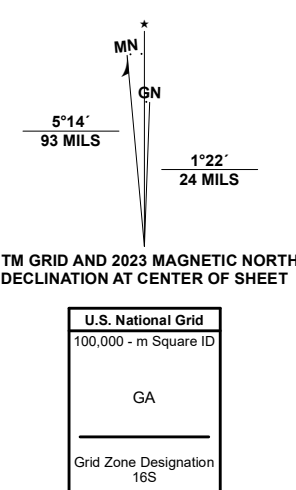 MN
GN
5°14´
93 MILS
1°22´
24 MILS
TM GRID AND 2023 MAGNETIC NORTH
DECLINATION AT CENTER OF SHEET
U.S. National Grid
100,000 - m Square ID
GA
Grid Zone Designation
16S